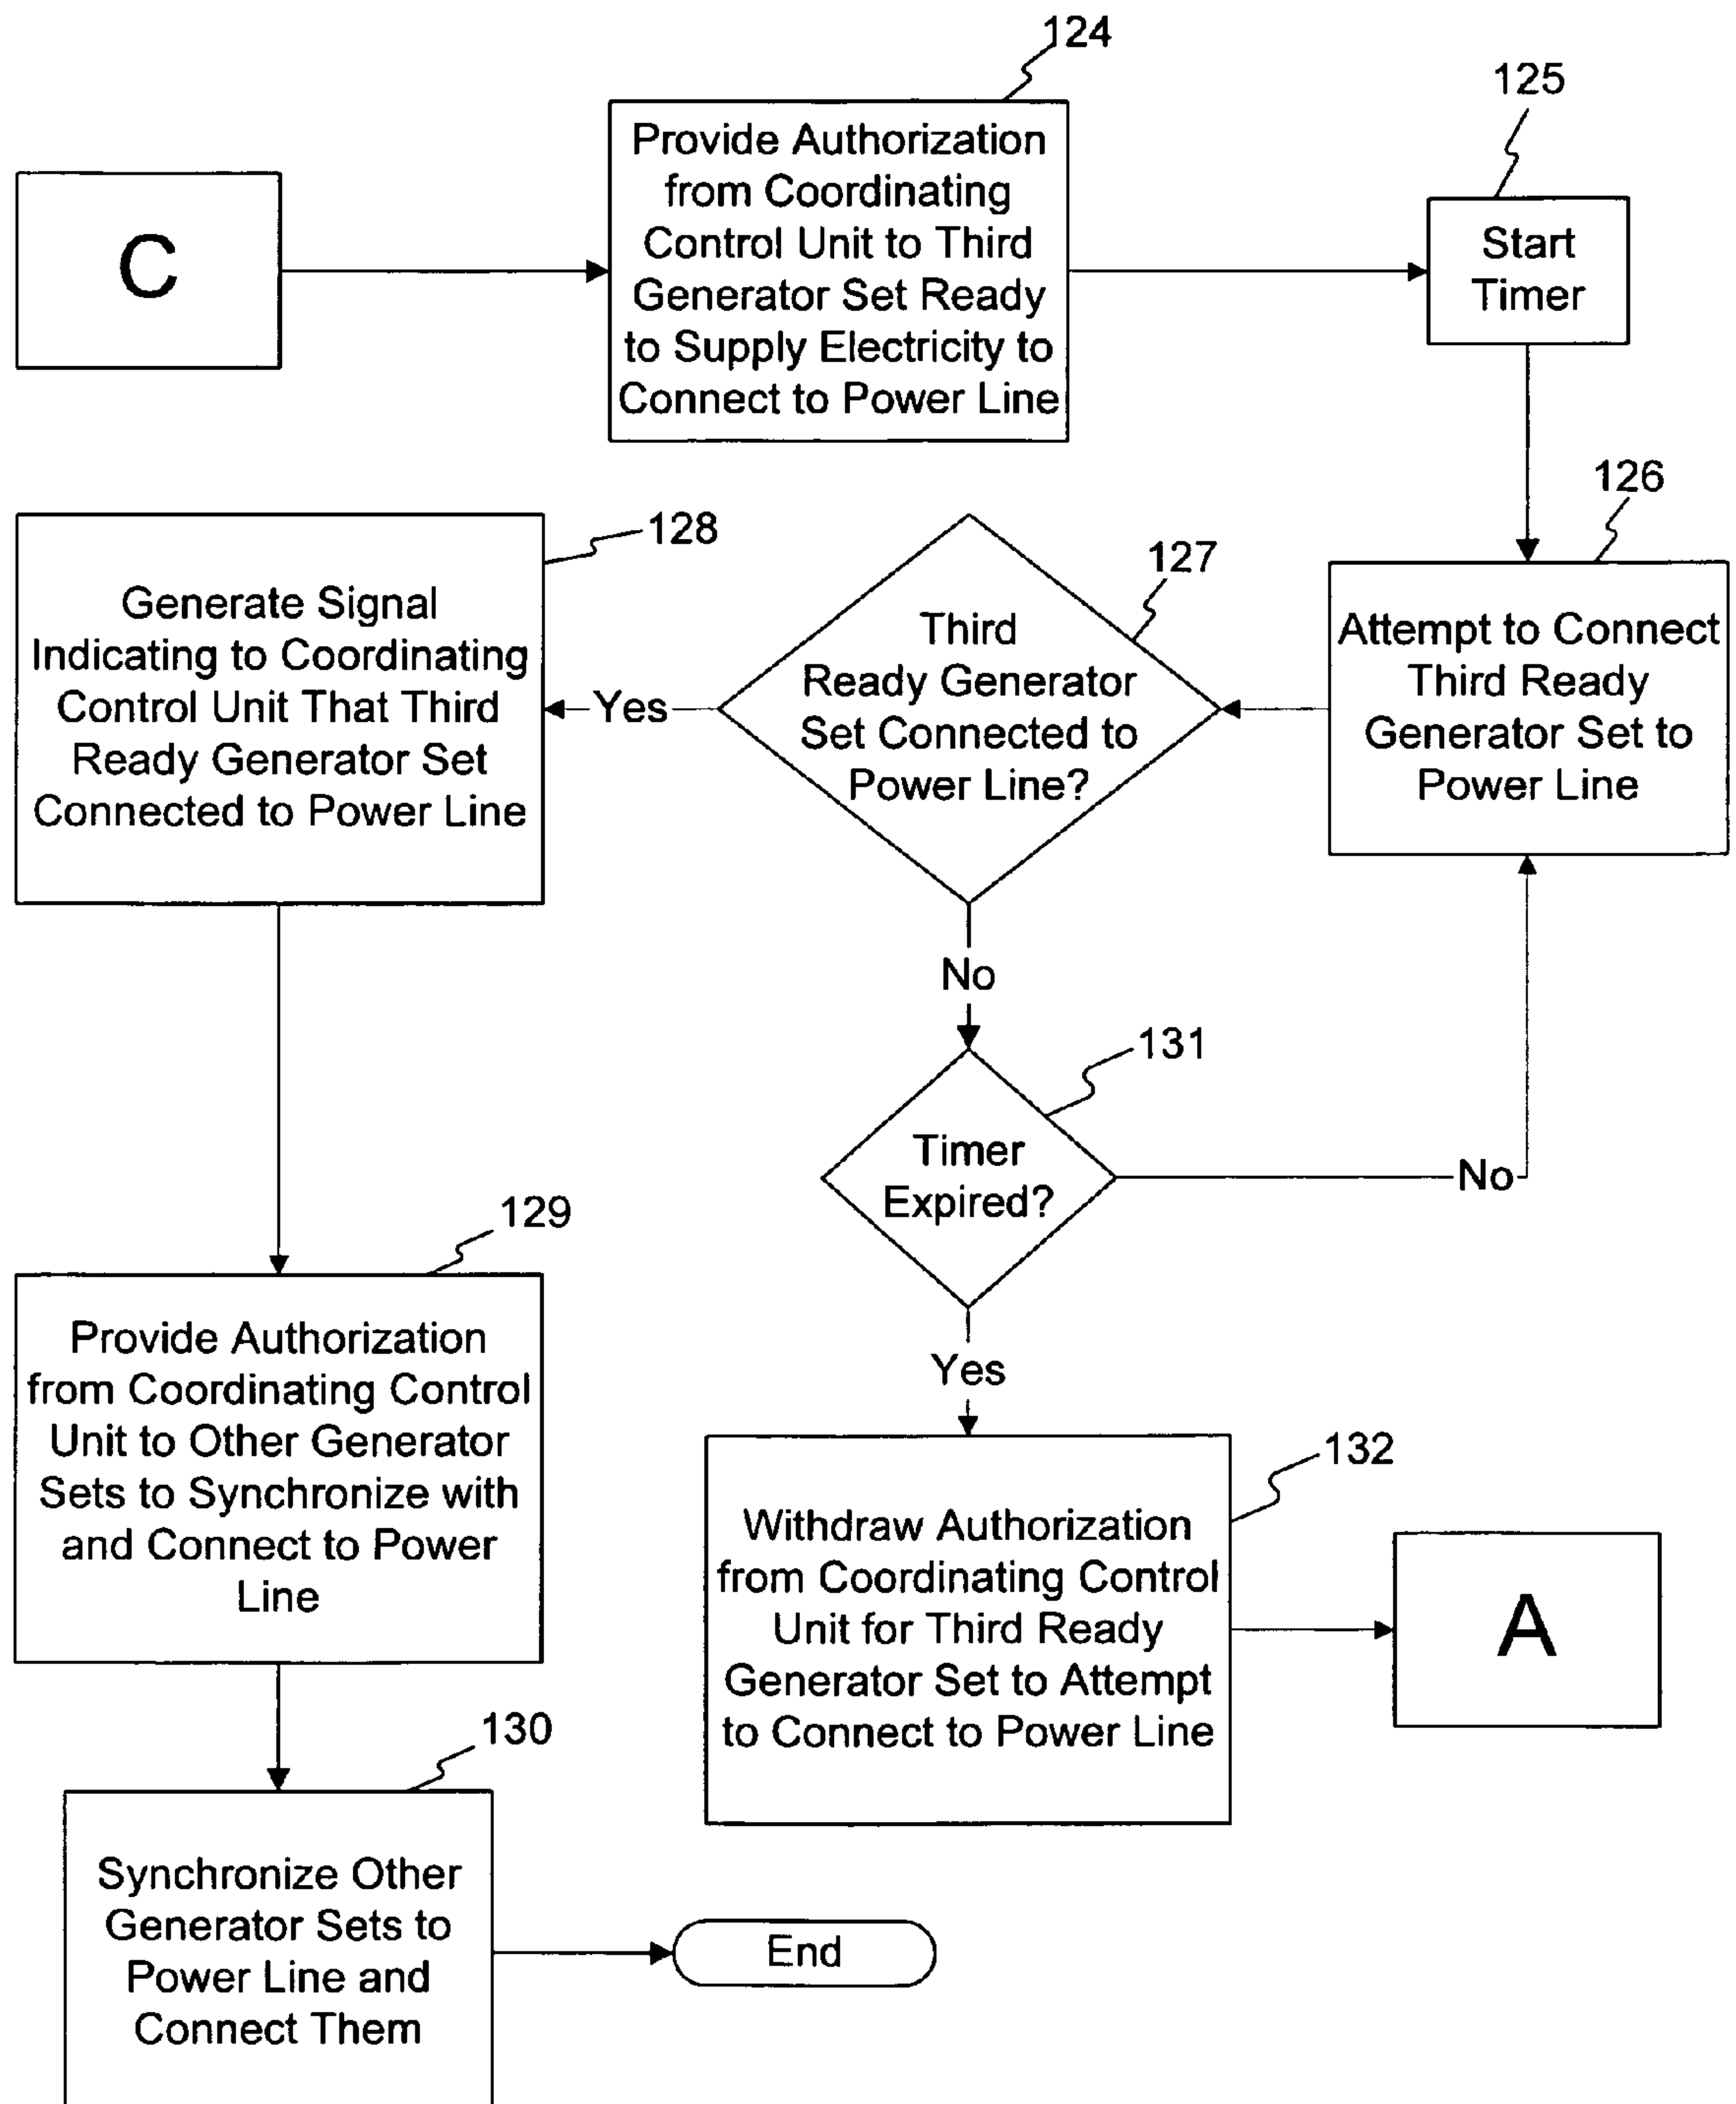 124
125
C
Provide Authorization
from Coordinating
Control Unit to Third
Generator Set Ready
to Supply Electricity to
Connect to Power Line
Start
Timer
126
128
127
Generate Signal
Indicating to Coordinating
Control Unit That Third
Ready Generator Set
Connected to Power Line
Yes
Third
Ready Generator
Set Connected to
Power Line?
Attempt to Connect
Third Ready
Generator Set to
Power Line
No
131
Timer
Expired?
No
129
Provide Authorization
from Coordinating Control
Unit to Other Generator
Sets to Synchronize with
and Connect to Power
Line
Yes
132
Withdraw Authorization
from Coordinating Control
Unit for Third Ready
Generator Set to Attempt
to Connect to Power Line
A
130
Synchronize Other
Generator Sets to
Power Line and
Connect Them
End